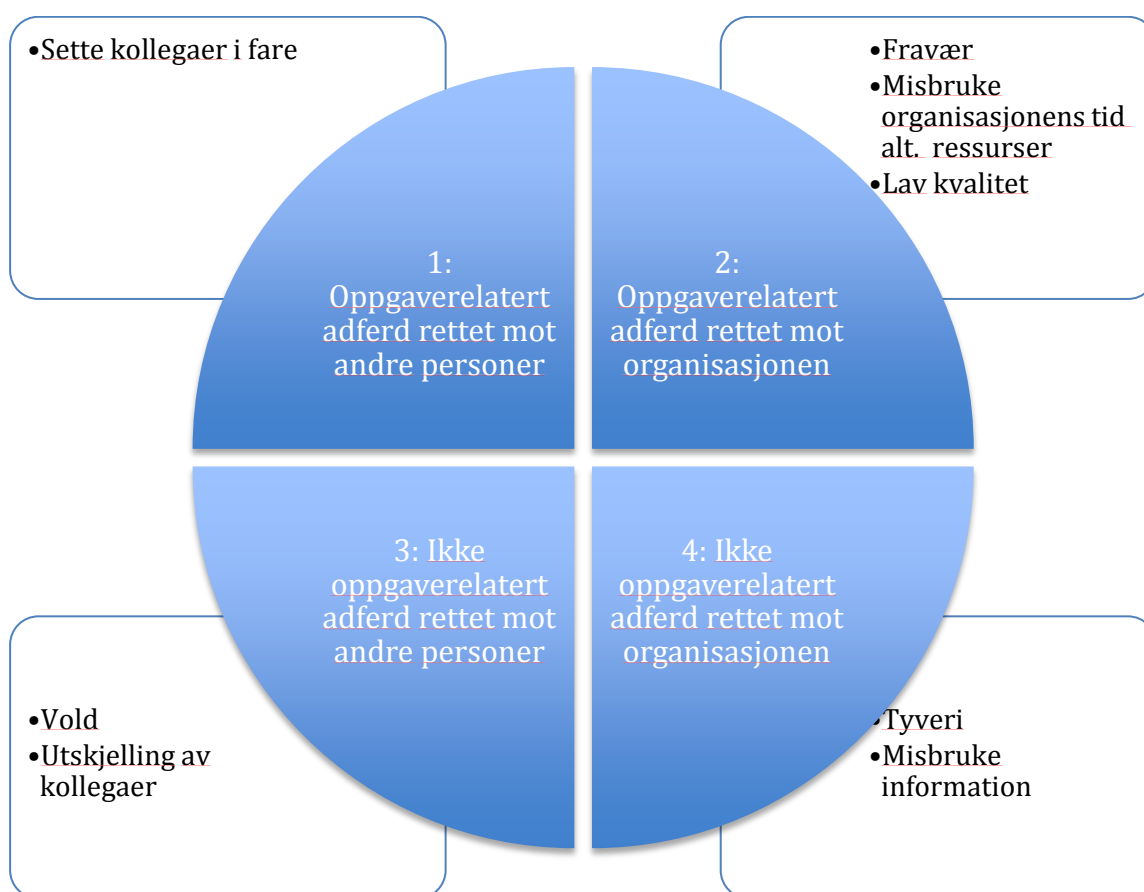 •Sette kollegaer i fare
•Fravær
•Misbruke
organisasjonens tid
alt.  ressurser
•Lav kvalitet
1:
Oppgaverelatert
adferd rettet mot
andre personer
2:
Oppgaverelatert
adferd rettet mot
organisasjonen
3: Ikke
oppgaverelatert
adferd rettet mot
andre personer
4: Ikke
oppgaverelatert
adferd rettet mot
organisasjonen
•Vold
•Utskjelling av
kollegaer
•Tyveri
•Misbruke
information